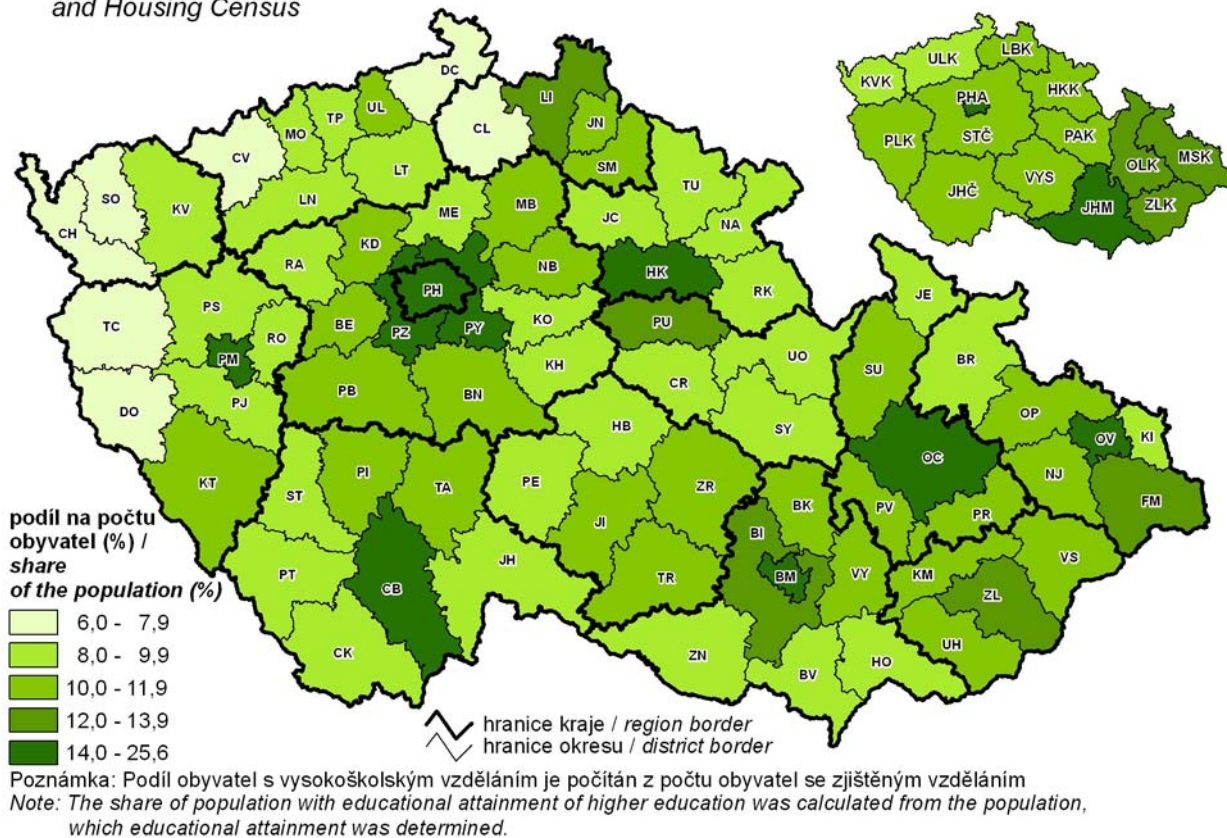 and Housing Census
DC
LI
UL
JN
TP
MO
CL
CV
SM
LT
SO
LN
TU
KV
MB
ME
JC
CH
NA
KD
RA
NB
HK
PH
RK
PS
TC
BE
KO
PU
RO
PZ
PY
PM
UO
KH
CR
PJ
PB
BN
DO
SY
HB
KT
PI
TA
PE
ZR
ST
JI
JH
TR
PT
CB
CK
JE
BR
SU
OP
OV
KI
OC
NJ
FM
BK
PV
PR
BI
VS
BM
VY
KM
ZL
UH
ZN
HO
BV
LBK
ULK
KVK
HKK
PHA
STČ
PAK
PLK
OLK
MSK
VYS
JHČ
JHM
ZLK
podíl na počtu
obyvatel (%) /
share
of the population (%)
6,0 - 7,9
8,0 - 9,9
10,0 - 11,9
12,0 - 13,9
14,0 - 25,6
hranice kraje / region border
hranice okresu / district border
Poznámka: Podíl obyvatel s vysokoškolským vzděláním je počítán z počtu obyvatel se zjištěným vzděláním
Note: The share of population with educational attainment of higher education was calculated from the population,
which educational attainment was determined.